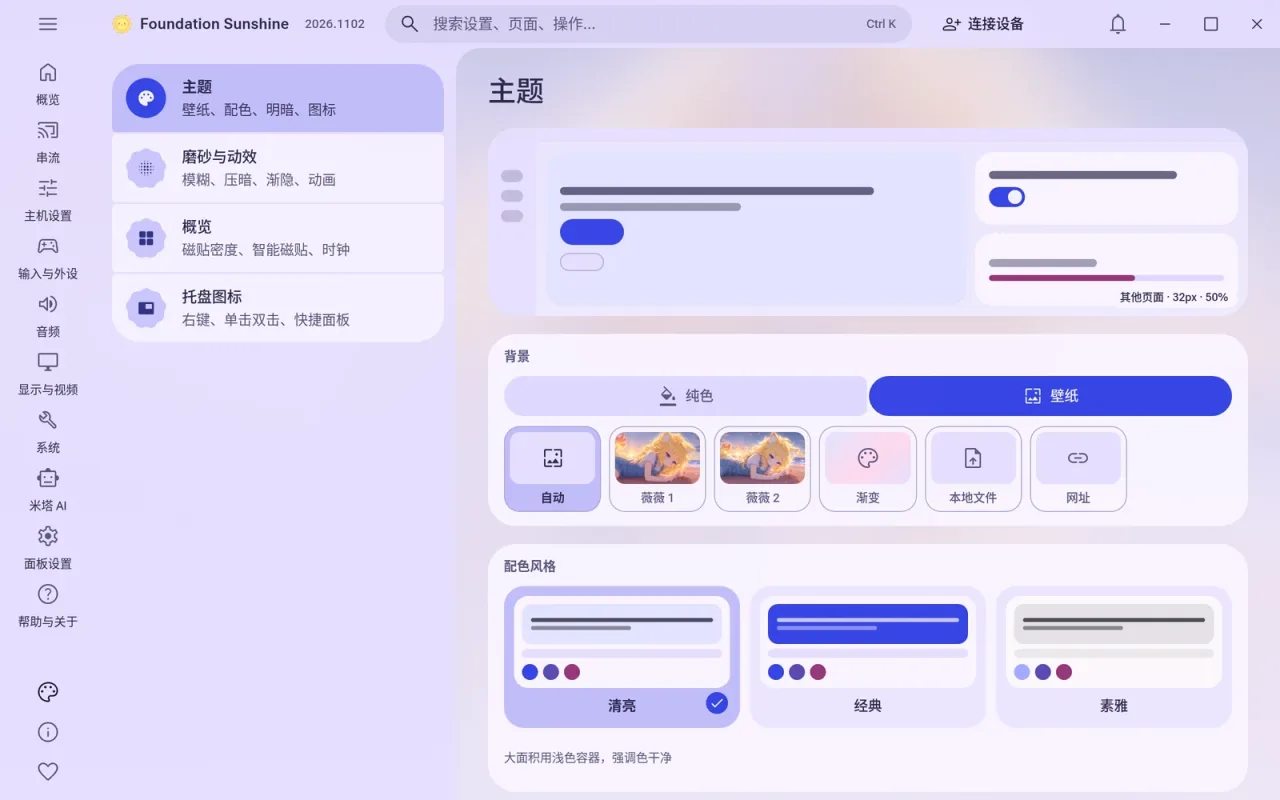 Foundation Sunshine 2026.1102
搜索设置、页面、操作... Ctrl K
连接设备
概览
串流
主机设置
输入与外设
音频
显示与视频
系统
米塔 AI
面板设置
帮助与关于
主题
壁纸、配色、明暗、图标
磨砂与动效
模糊、压暗、渐隐、动画
概览
磁贴密度、智能磁贴、时钟
托盘图标
右键、单击双击、快捷面板
主题
其他页面 · 32px · 50%
背景
纯色 壁纸
自动 薇薇 1 薇薇 2 渐变 本地文件 网址
配色风格
清亮 经典 素雅
大面积用浅色容器，强调色干净